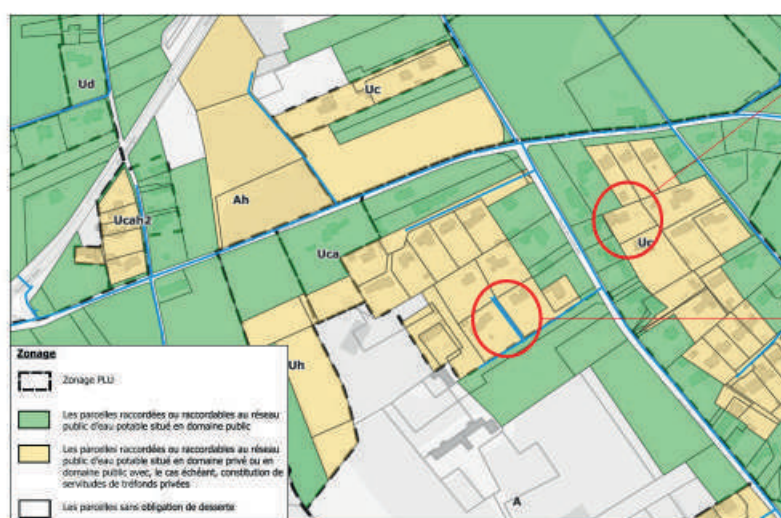 Ud
Uc
Ucah2
Ah
Uca
Uc
Uh
A
Zonage
Zonage PLU
Les parcelles raccordées ou raccordables au réseau
public d'eau potable situé en domaine public
Les parcelles raccordées ou raccordables au réseau
public d'eau potable situé en domaine privé ou en
domaine public avec, le cas échéant, constitution de
servitudes de tréfonds privées
Les parcelles sans obligation de desserte